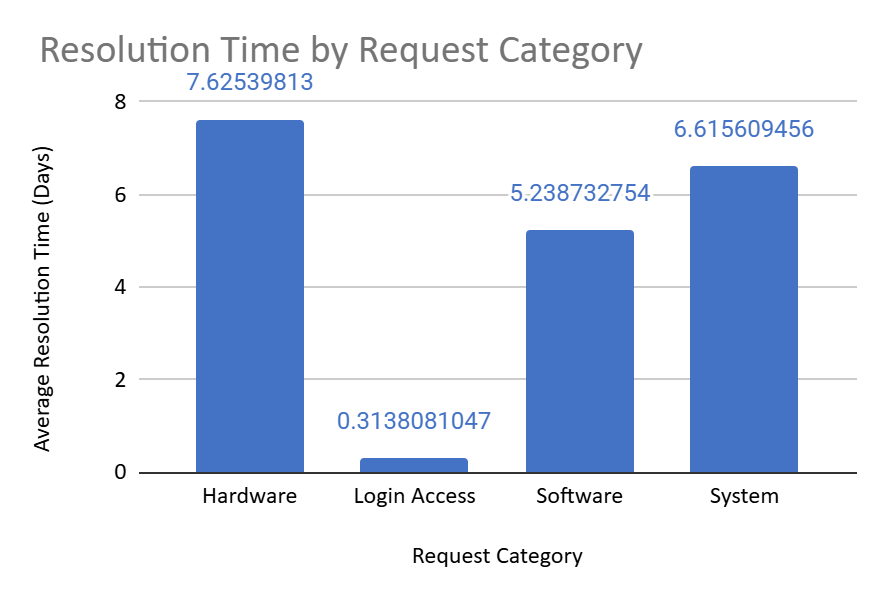 Resolution Time by Request Category
7.62539813
8
6.615609456
6
5.238732754
4
2
0.3138081047
0
Average Resolution Time (Days)
Hardware Login Access Software System
Request Category